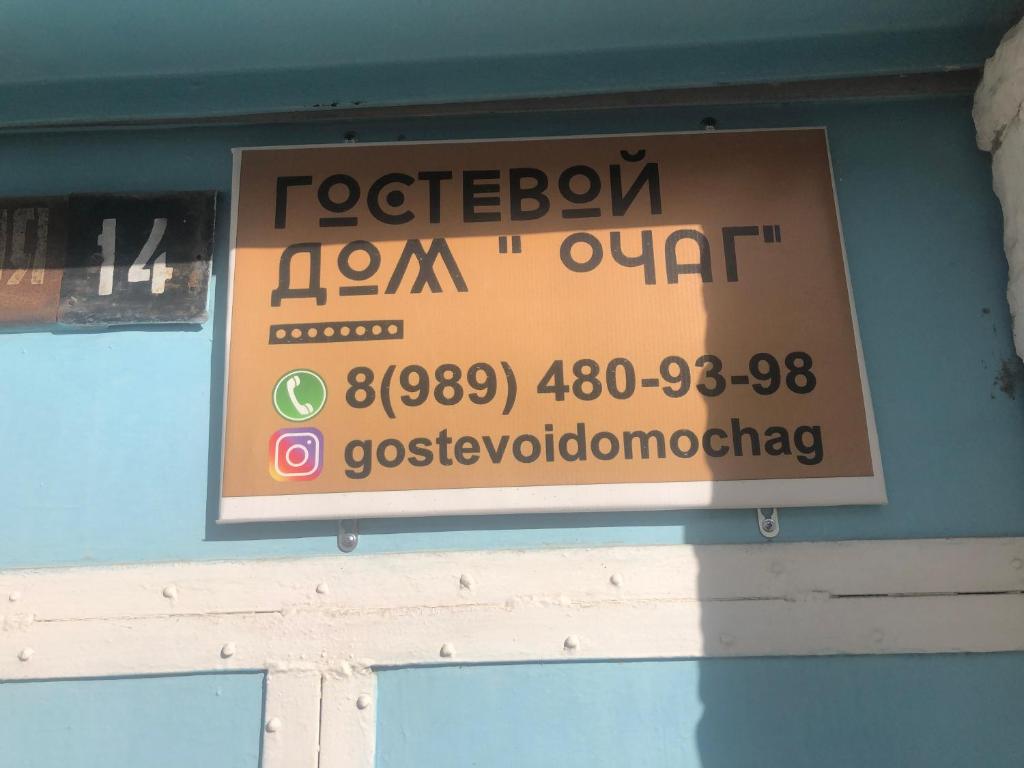 ГОСТЕВОЙ
ДОМ " ОЧАГ"
8(989) 480-93-98
gostevoidomochag
14